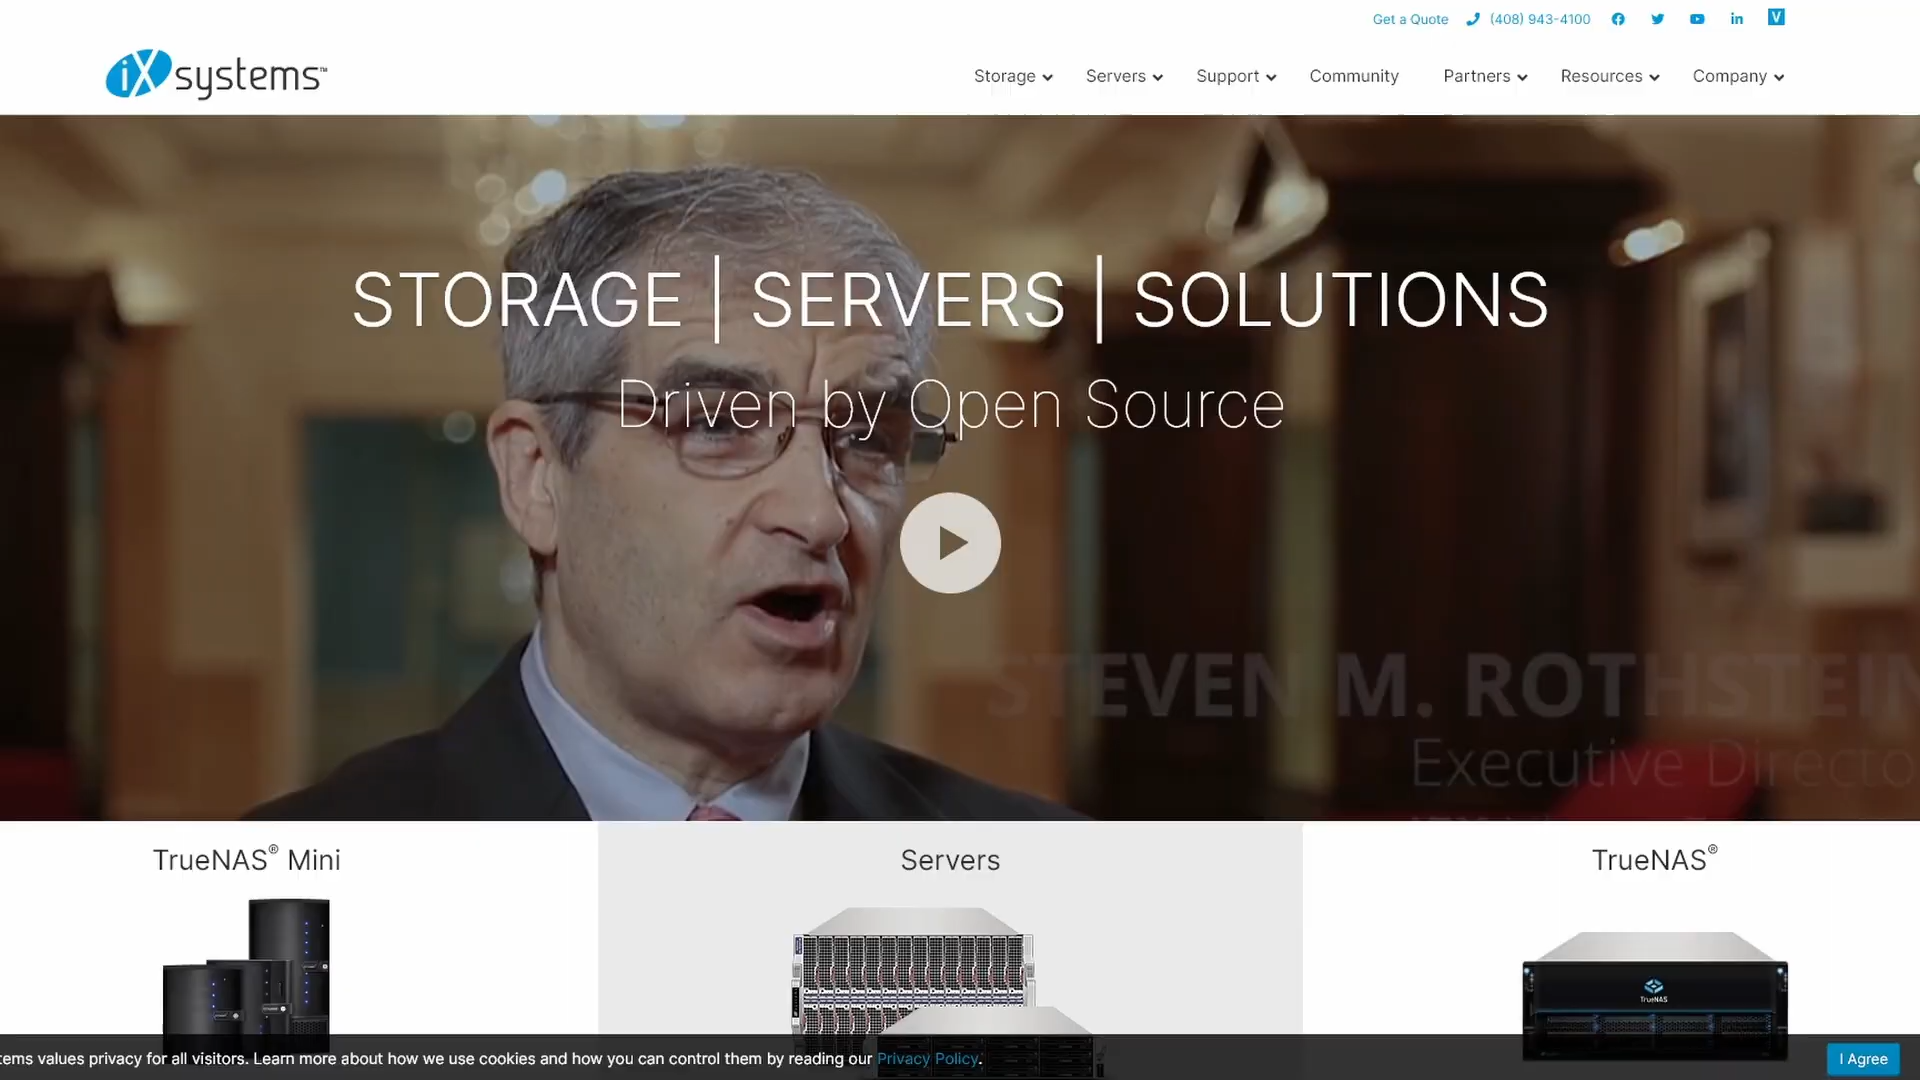 Get a Quote (408) 943-4100
iXsystems™
Storage Servers Support Community Partners Resources Company
STORAGE | SERVERS | SOLUTIONS
Driven by Open Source
STEVEN M. ROTHSTEIN
Executive Directo
TrueNAS® Mini
Servers
TrueNAS®
TrueNAS
tems values privacy for all visitors. Learn more about how we use cookies and how you can control them by reading our Privacy Policy.
I Agree